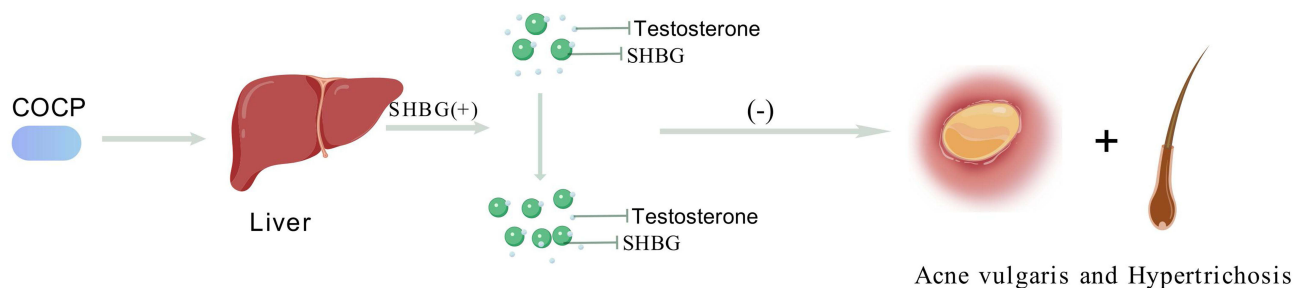 COCP
Liver
SHBG(+)
Testosterone
SHBG
Testosterone
SHBG
(-)
+
Acne vulgaris and Hypertrichosis